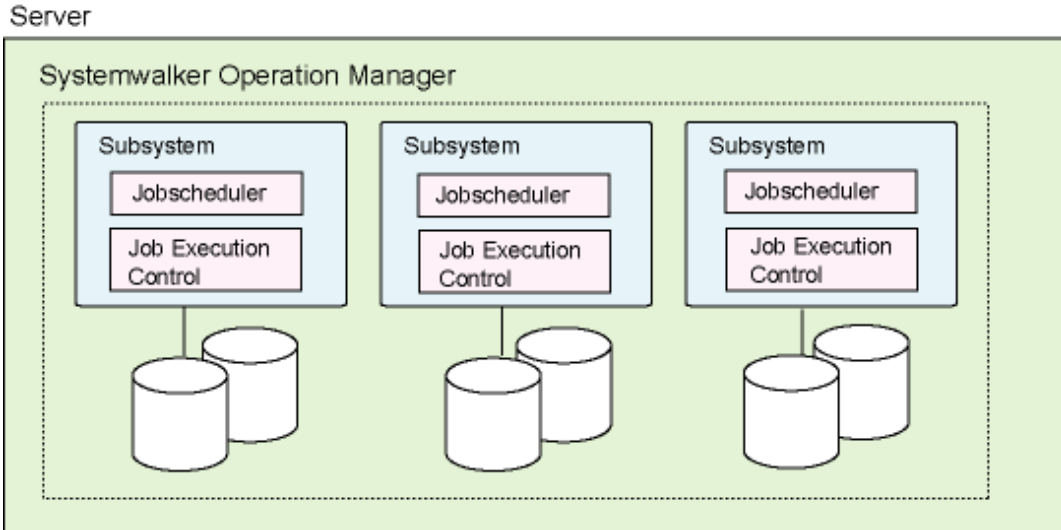 Server
Systemwalker Operation Manager
Subsystem
Jobscheduler
Job Execution
Control
Subsystem
Jobscheduler
Job Execution
Control
Subsystem
Jobscheduler
Job Execution
Control